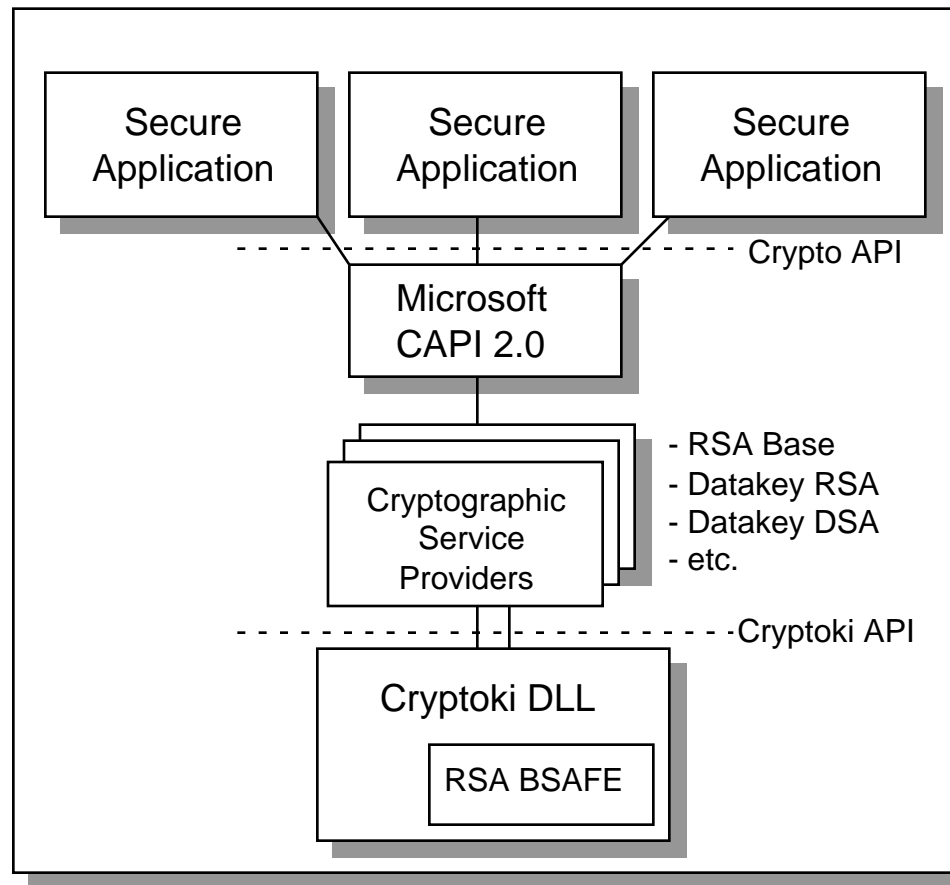 Secure
Application
Secure
Application
Secure
Application
Crypto API
Microsoft
CAPI 2.0
Cryptographic
Service
Providers
- RSA Base
- Datakey RSA
- Datakey DSA
- etc.
Cryptoki API
Cryptoki DLL
RSA BSAFE